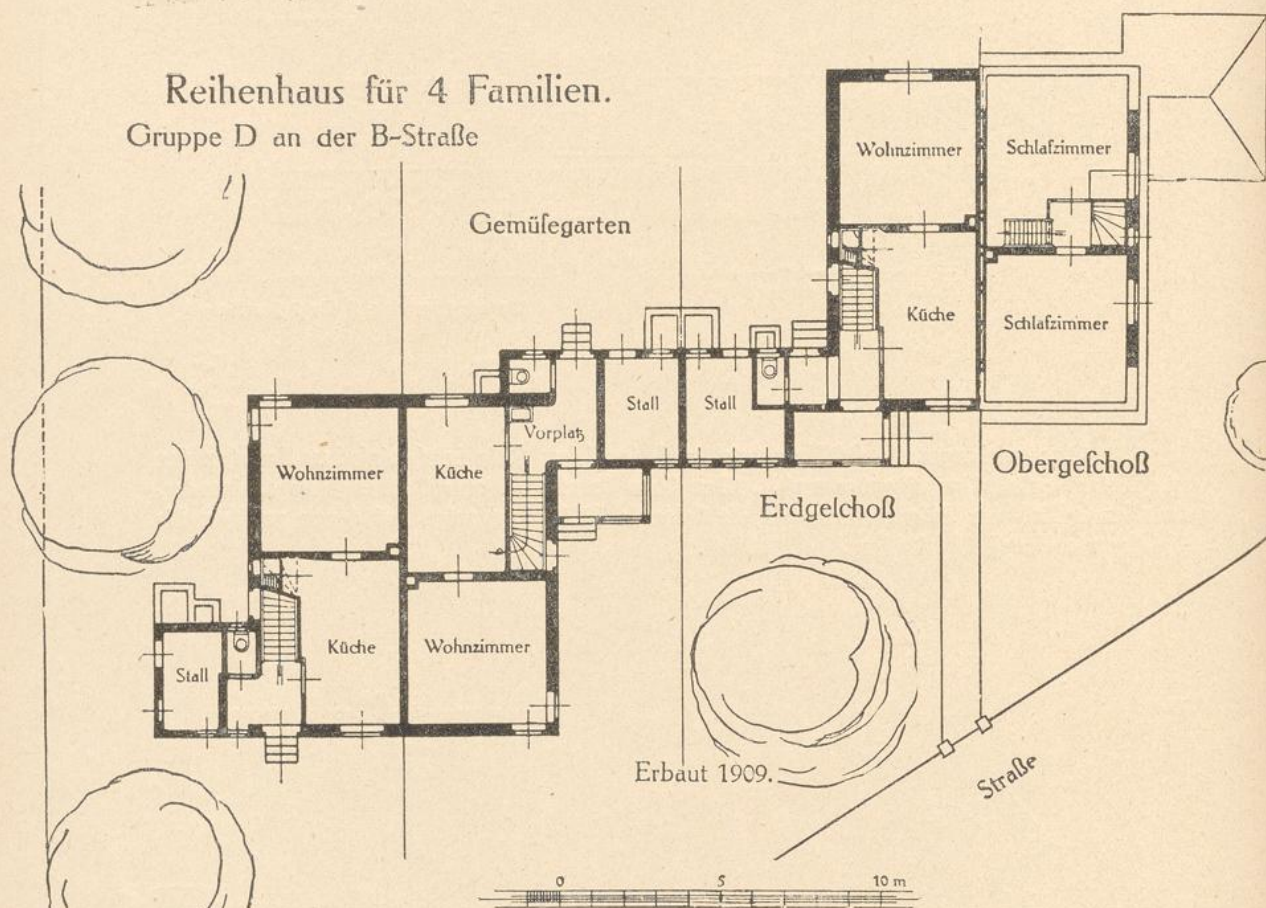 Reihenhaus für 4 Familien.
Gruppe D an der B-Straße
Gemüſegarten
Wohnzimmer
Schlafzimmer
Küche
Schlafzimmer
Stall
Stall
Vorplatz
Wohnzimmer
Küche
Obergeſchoß
Erdgeſchoß
Stall
Küche
Wohnzimmer
Erbaut 1909.
Straße
0 5 10 m